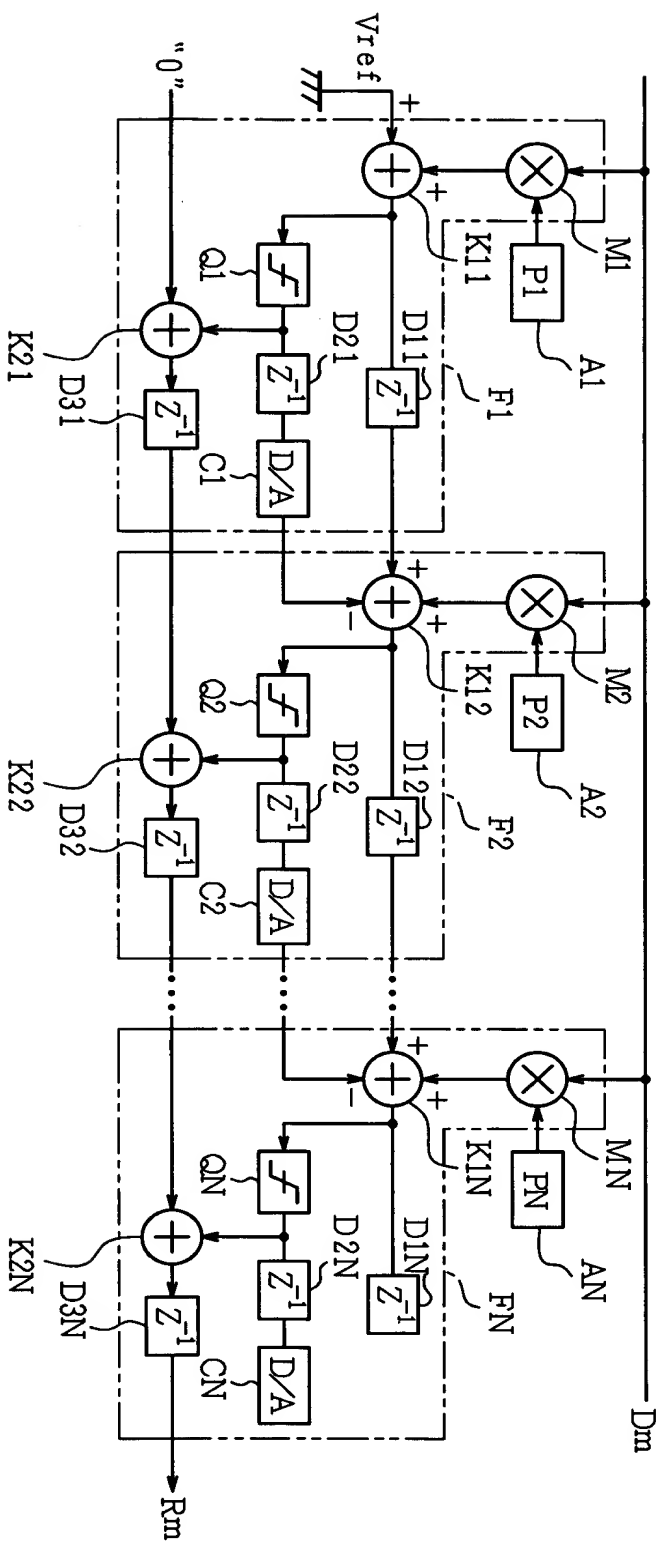 Dm
M1
P1
A1
M2
P2
A2
MN
PN
AN
Vref
+
+
K11
D11
Z⁻¹
F1
+
+
-
K12
D12
Z⁻¹
F2
+
+
-
K1N
D1N
Z⁻¹
FN
Q1
D21
Z⁻¹
C1
D/A
Q2
D22
Z⁻¹
C2
D/A
QN
D2N
Z⁻¹
CN
D/A
"0"
K21
D31
Z⁻¹
K22
D32
Z⁻¹
K2N
D3N
Z⁻¹
Rm